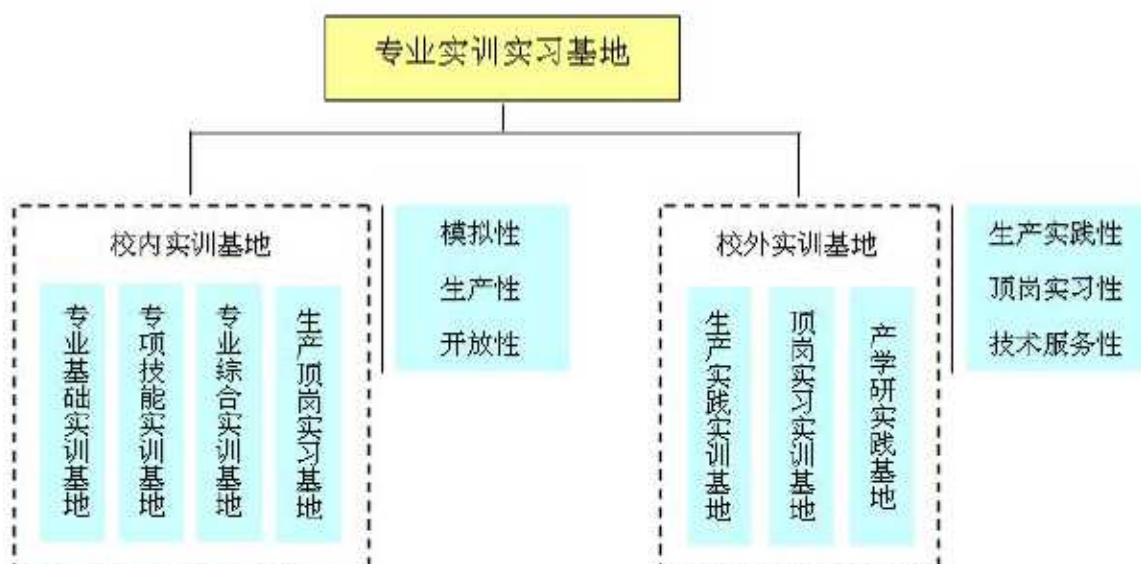 专业实训实习基地
校内实训基地
专业基础实训基地
专项技能实训基地
专业综合实训基地
生产顶岗实习基地
模拟性
生产性
开放性
校外实训基地
生产实践实训基地
顶岗实习实训基地
产学研实践基地
生产实践性
顶岗实习性
技术服务性